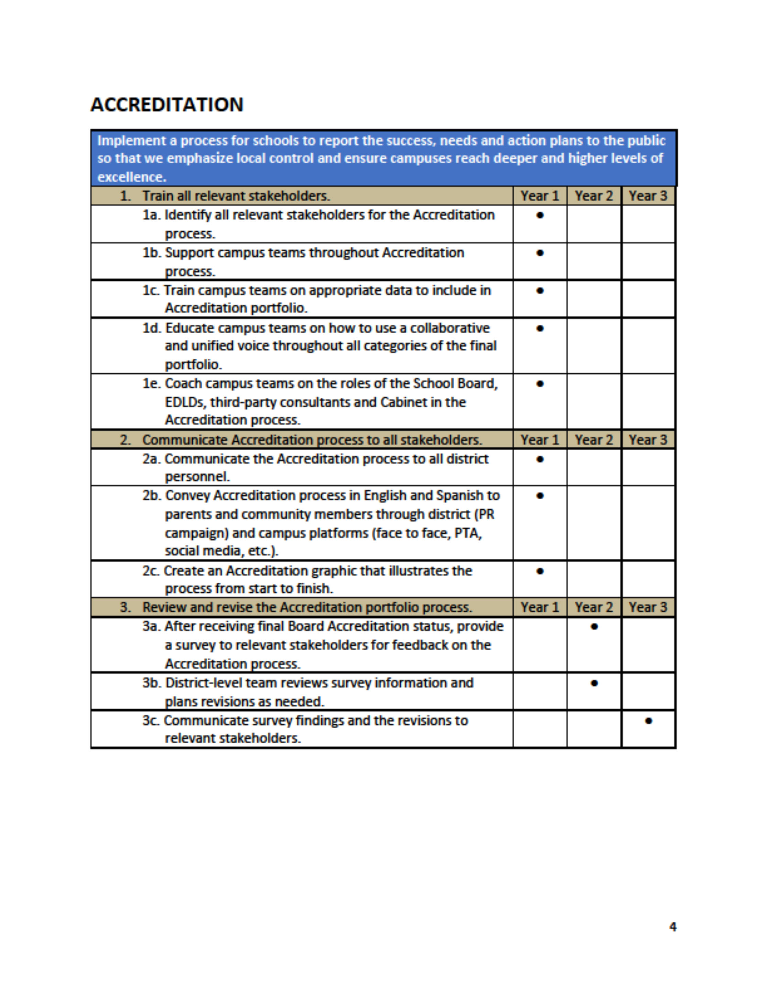 ACCREDITATION
Implement a process for schools to report the success, needs and action plans to the public
so that we emphasize local control and ensure campuses reach deeper and higher levels of
excellence.
1. Train all relevant stakeholders. Year 1 Year 2 Year 3
1a. Identify all relevant stakeholders for the Accreditation •
process.
1b. Support campus teams throughout Accreditation •
process.
1c. Train campus teams on appropriate data to include in •
Accreditation portfolio.
1d. Educate campus teams on how to use a collaborative •
and unified voice throughout all categories of the final
portfolio.
1e. Coach campus teams on the roles of the School Board, •
EDLDs, third-party consultants and Cabinet in the
Accreditation process.
2. Communicate Accreditation process to all stakeholders. Year 1 Year 2 Year 3
2a. Communicate the Accreditation process to all district •
personnel.
2b. Convey Accreditation process in English and Spanish to •
parents and community members through district (PR
campaign) and campus platforms (face to face, PTA,
social media, etc.).
2c. Create an Accreditation graphic that illustrates the •
process from start to finish.
3. Review and revise the Accreditation portfolio process. Year 1 Year 2 Year 3
3a. After receiving final Board Accreditation status, provide •
a survey to relevant stakeholders for feedback on the
Accreditation process.
3b. District-level team reviews survey information and •
plans revisions as needed.
3c. Communicate survey findings and the revisions to •
relevant stakeholders.
4